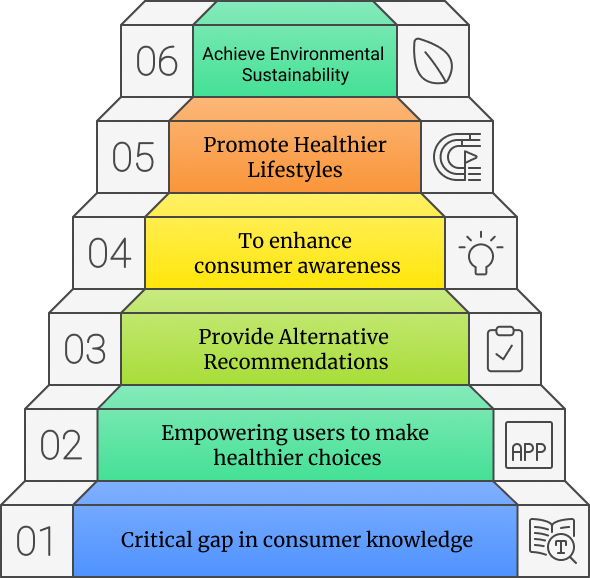 06
Achieve Environmental
Sustainability
05
Promote Healthier
Lifestyles
04
To enhance
consumer awareness
03
Provide Alternative
Recommendations
02
Empowering users to make
healthier choices
APP
01
Critical gap in consumer knowledge
T